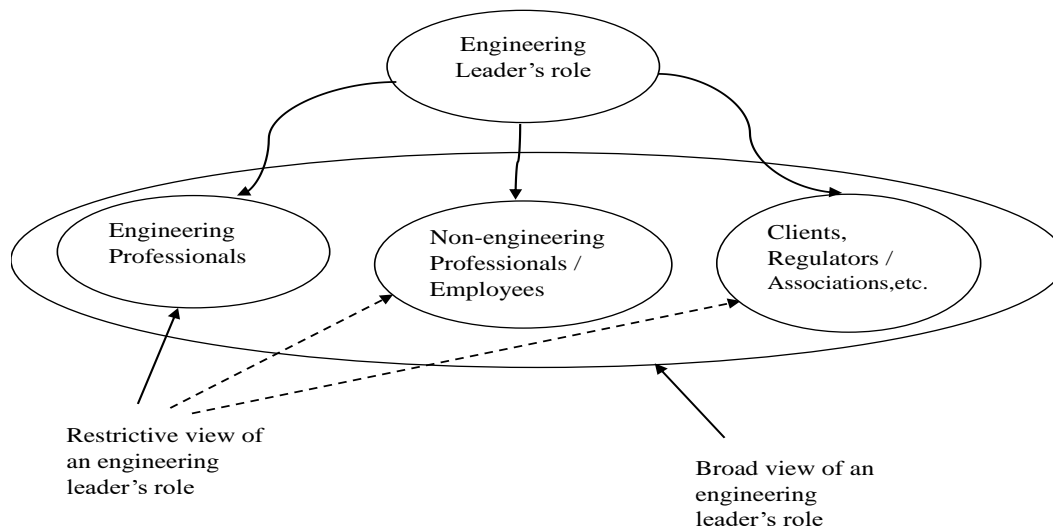 Engineering
Leader’s role
Engineering
Professionals
Non-engineering
Professionals /
Employees
Clients,
Regulators /
Associations,etc.
Restrictive view of
an engineering
leader’s role
Broad view of an
engineering
leader’s role